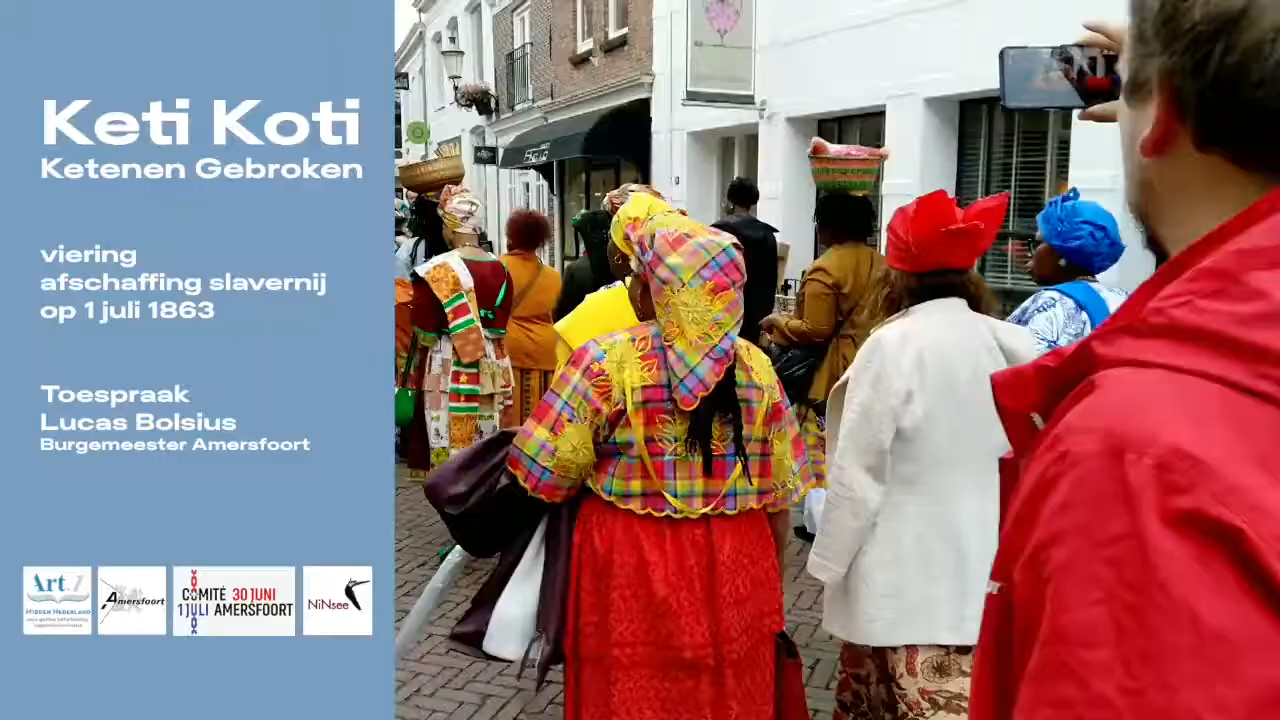 Keti Koti
Ketenen Gebroken
viering
afschaffing slavernij
op 1 juli 1863
Toespraak
Lucas Bolsius
Burgemeester Amersfoort
Art.1
MIDDEN NEDERLAND
Amersfoort
COMITÉ 30 JUNI
1 JULI AMERSFOORT
NiNsee